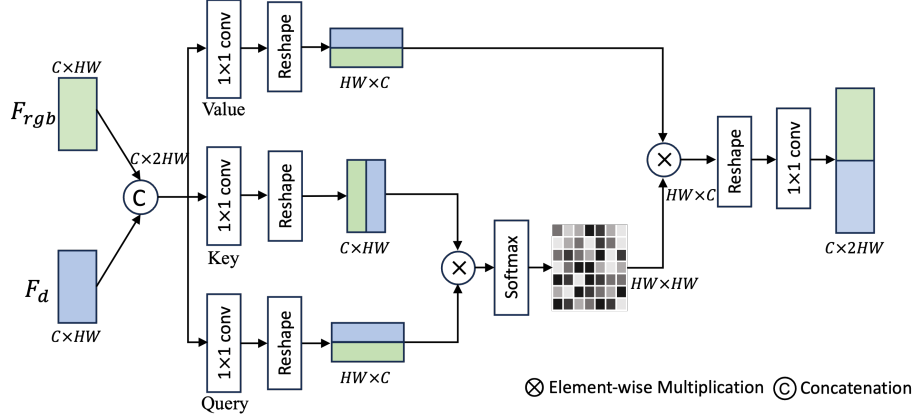 1×1 conv
Reshape
HW×C
Value
C×HW
F_rgb
C×2HW
C
1×1 conv
Reshape
C×HW
Key
F_d
C×HW
1×1 conv
Reshape
HW×C
Query
×
Softmax
HW×HW
×
HW×C
Reshape
1×1 conv
C×2HW
× Element-wise Multiplication
C Concatenation